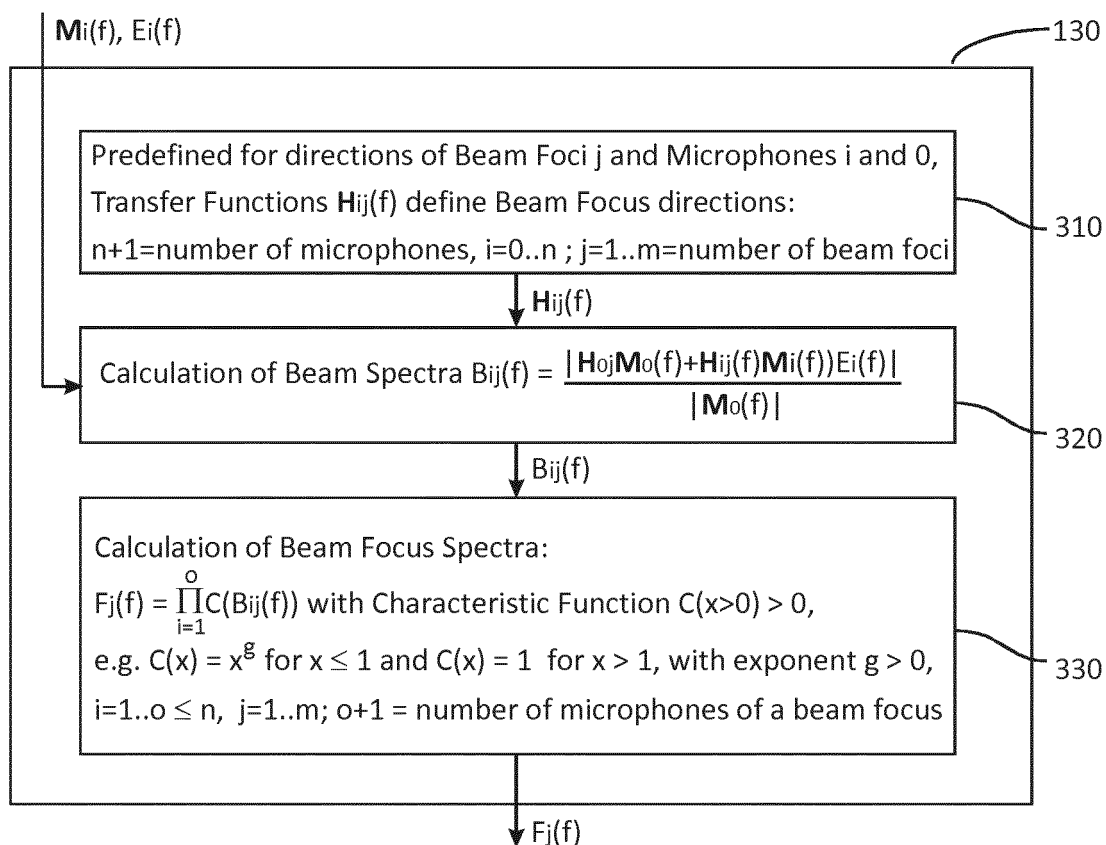 Mi(f), Ei(f)
130
Predefined for directions of Beam Foci j and Microphones i and 0,
Transfer Functions Hij(f) define Beam Focus directions:
n+1=number of microphones, i=0..n ; j=1..m=number of beam foci
310
Hij(f)
Calculation of Beam Spectra Bij(f) = |H0jM0(f)+Hij(f)Mi(f))Ei(f)|
|M0(f)|
320
Bij(f)
Calculation of Beam Focus Spectra:
o
Fj(f) = ∏C(Bij(f)) with Characteristic Function C(x>0) > 0,
i=1
e.g. C(x) = x^g for x ≤ 1 and C(x) = 1 for x > 1, with exponent g > 0,
330
i=1..o ≤ n, j=1..m; o+1 = number of microphones of a beam focus
Fj(f)